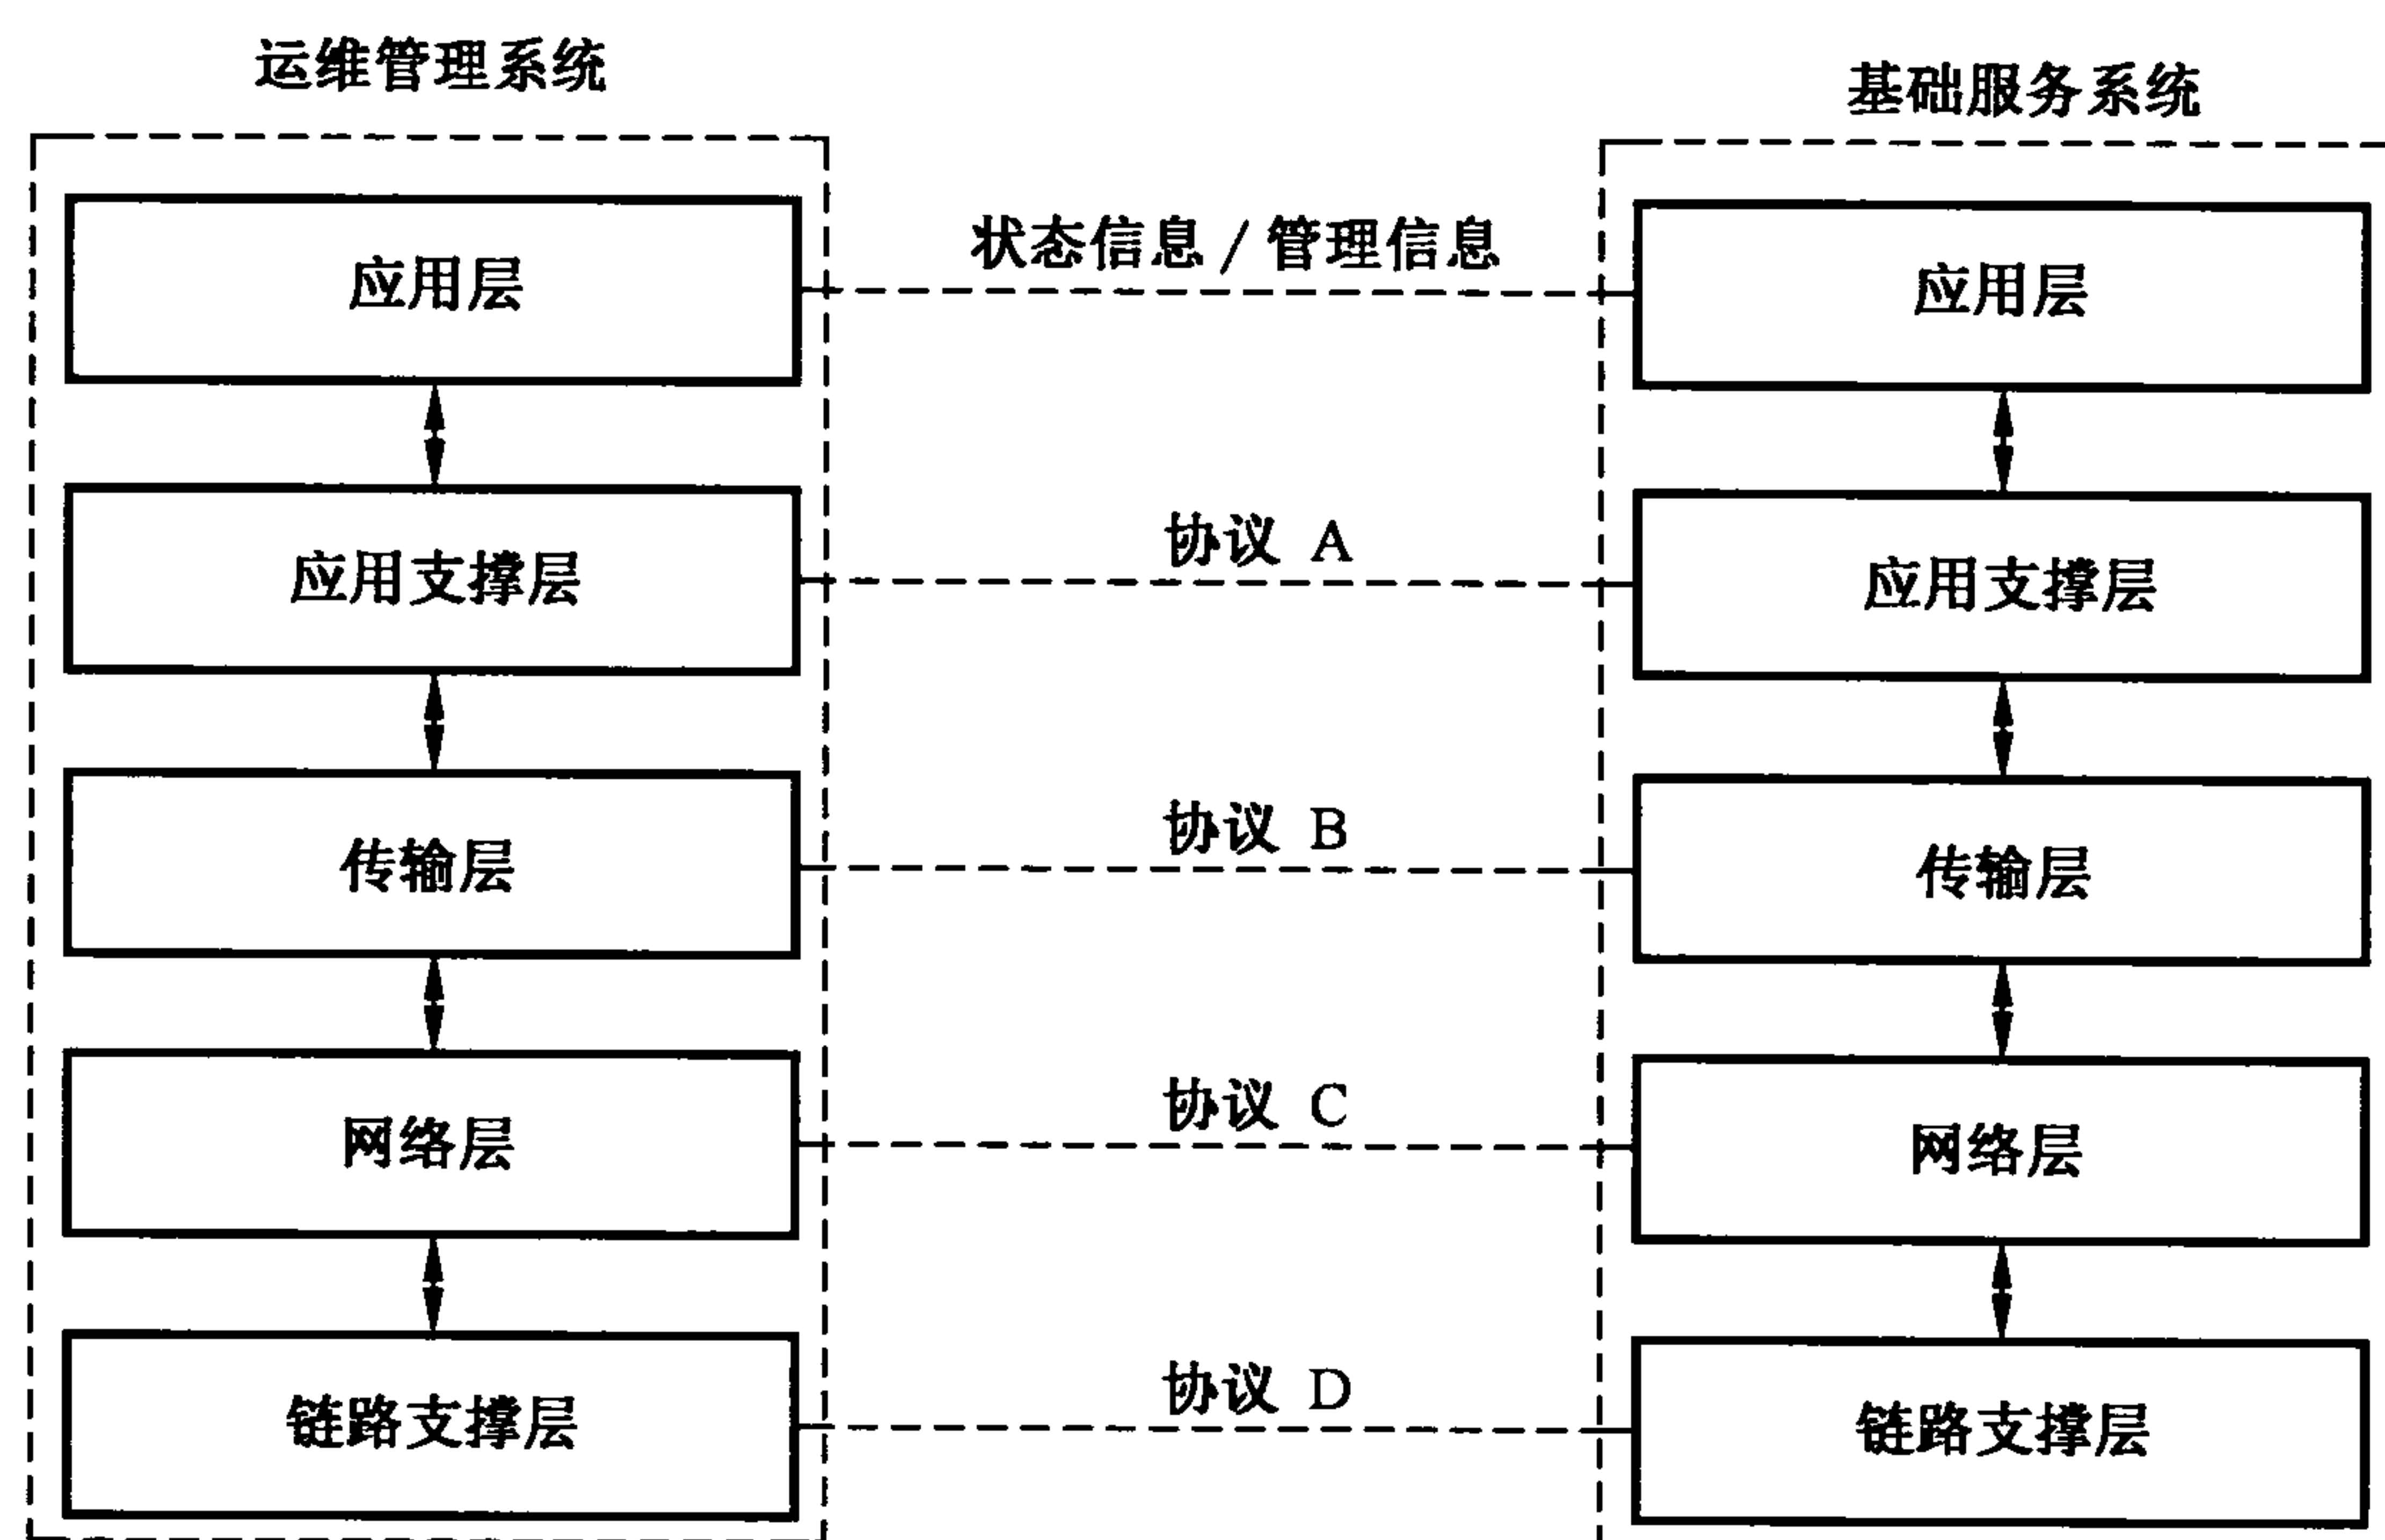 运维管理系统
基础服务系统
应用层
状态信息/管理信息
应用层
应用支撑层
协议 A
应用支撑层
传输层
协议 B
传输层
网络层
协议 C
网络层
链路支撑层
协议 D
链路支撑层